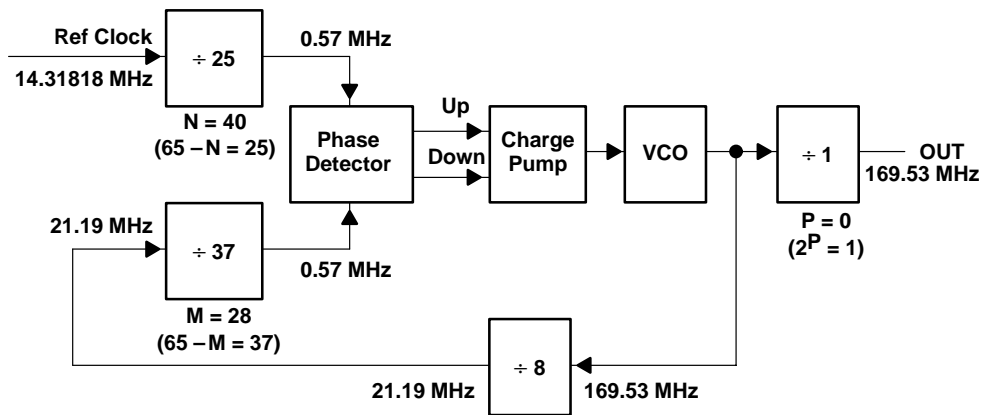 Ref Clock
14.31818 MHz
÷ 25
N = 40
(65 – N = 25)
0.57 MHz
Phase
Detector
Up
Down
Charge
Pump
VCO
÷ 1
P = 0
(2^P = 1)
OUT
169.53 MHz
21.19 MHz
÷ 37
M = 28
(65 – M = 37)
0.57 MHz
÷ 8
21.19 MHz
169.53 MHz